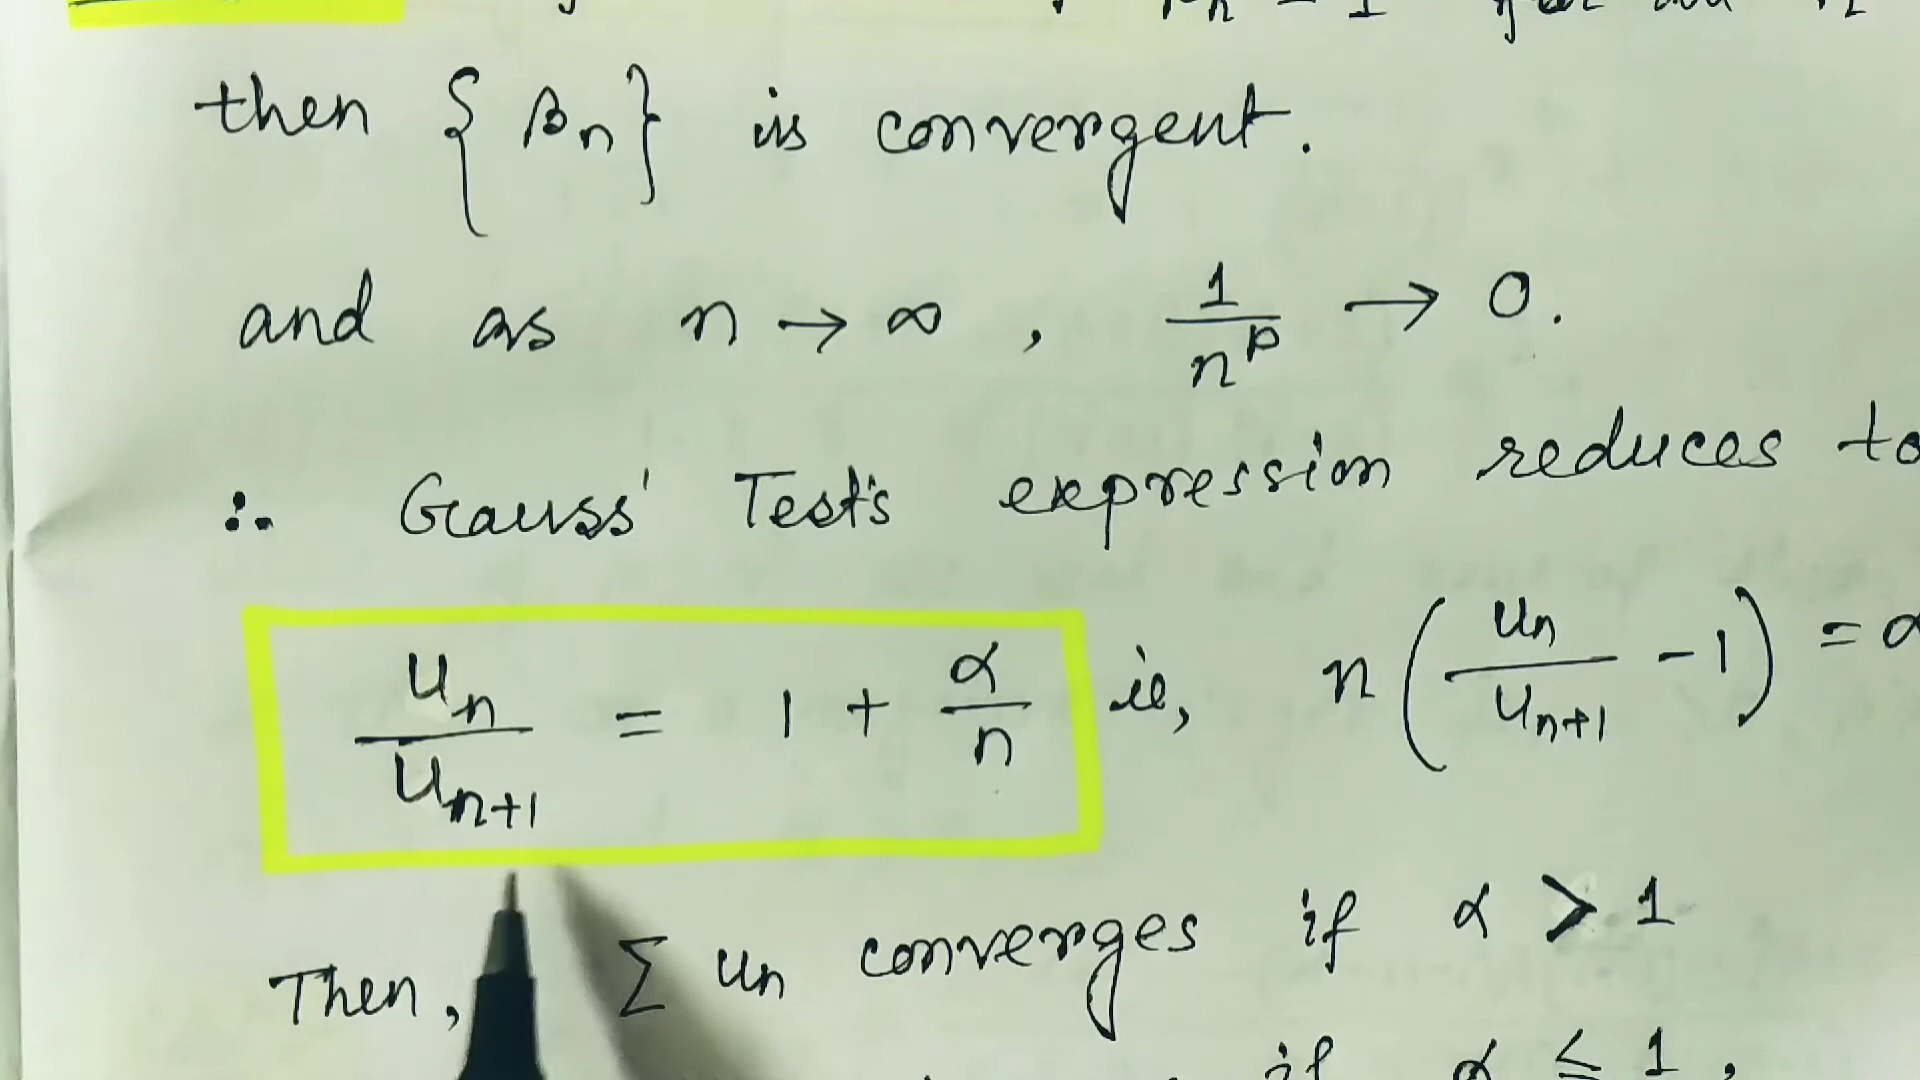 then {βn} is convergent.
and as n → ∞ , 1/n^p → 0.
∴ Gauss' Test's expression reduces to
un/un+1 = 1 + α/n ie, n(un/un+1 − 1) = α
Then, Σ un converges if α > 1
if α ≤ 1,